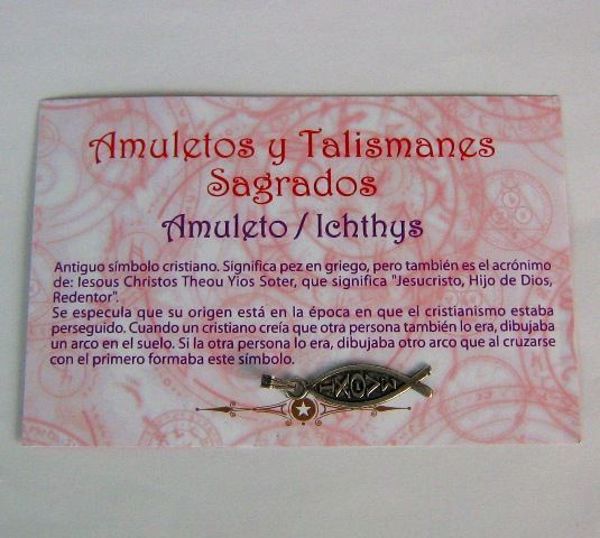 Amuletos y Talismanes
Sagrados
Amuleto / Ichthys
Antiguo símbolo cristiano. Significa pez en griego, pero también es el acrónimo
de: Iesous Christos Theou Yios Soter, que significa "Jesucristo, Hijo de Dios,
Redentor".
Se especula que su origen está en la época en que el cristianismo estaba
perseguido. Cuando un cristiano creía que otra persona también lo era, dibujaba
un arco en el suelo. Si la otra persona lo era, dibujaba otro arco que al cruzarse
con el primero formaba este símbolo.
ΙΧΘΥΣ